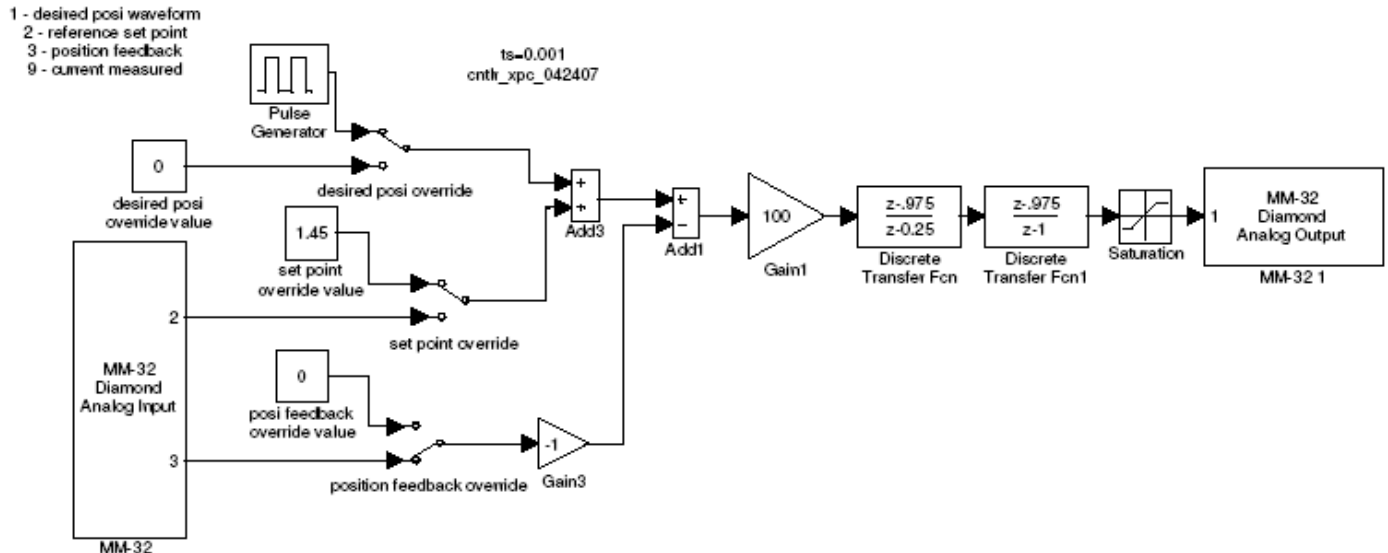 1 - desired posi waveform
2 - reference set point
3 - position feedback
9 - current measured
ts=0.001
cntlr_xpc_042407
Pulse
Generator
0
desired posi
override value
desired posi override
1.45
set point
override value
set point override
+
+
Add3
+
−
Add1
100
Gain1
z-.975
z-0.25
Discrete
Transfer Fcn
z-.975
z-1
Discrete
Transfer Fcn1
Saturation
1
MM-32
Diamond
Analog Output
MM-32 1
2
MM-32
Diamond
Analog Input
3
MM-32
0
posi feedback
override value
position feedback override
-1
Gain3